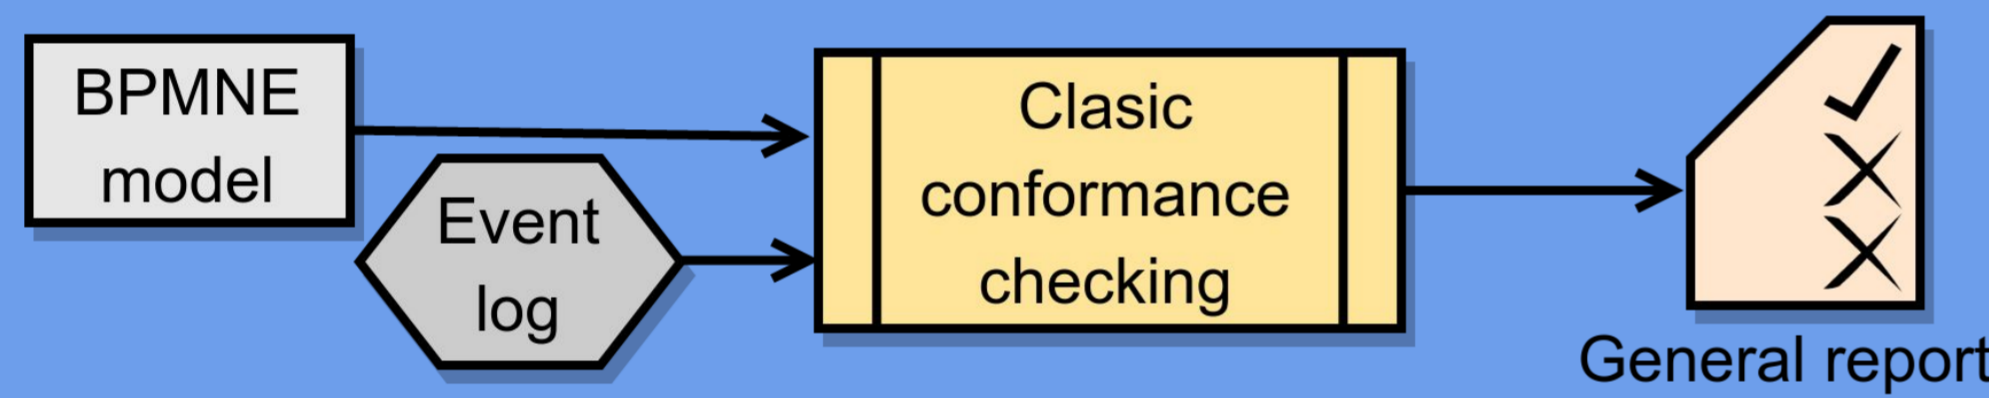 BPMNE
model
Event
log
Clasic
conformance
checking
General report